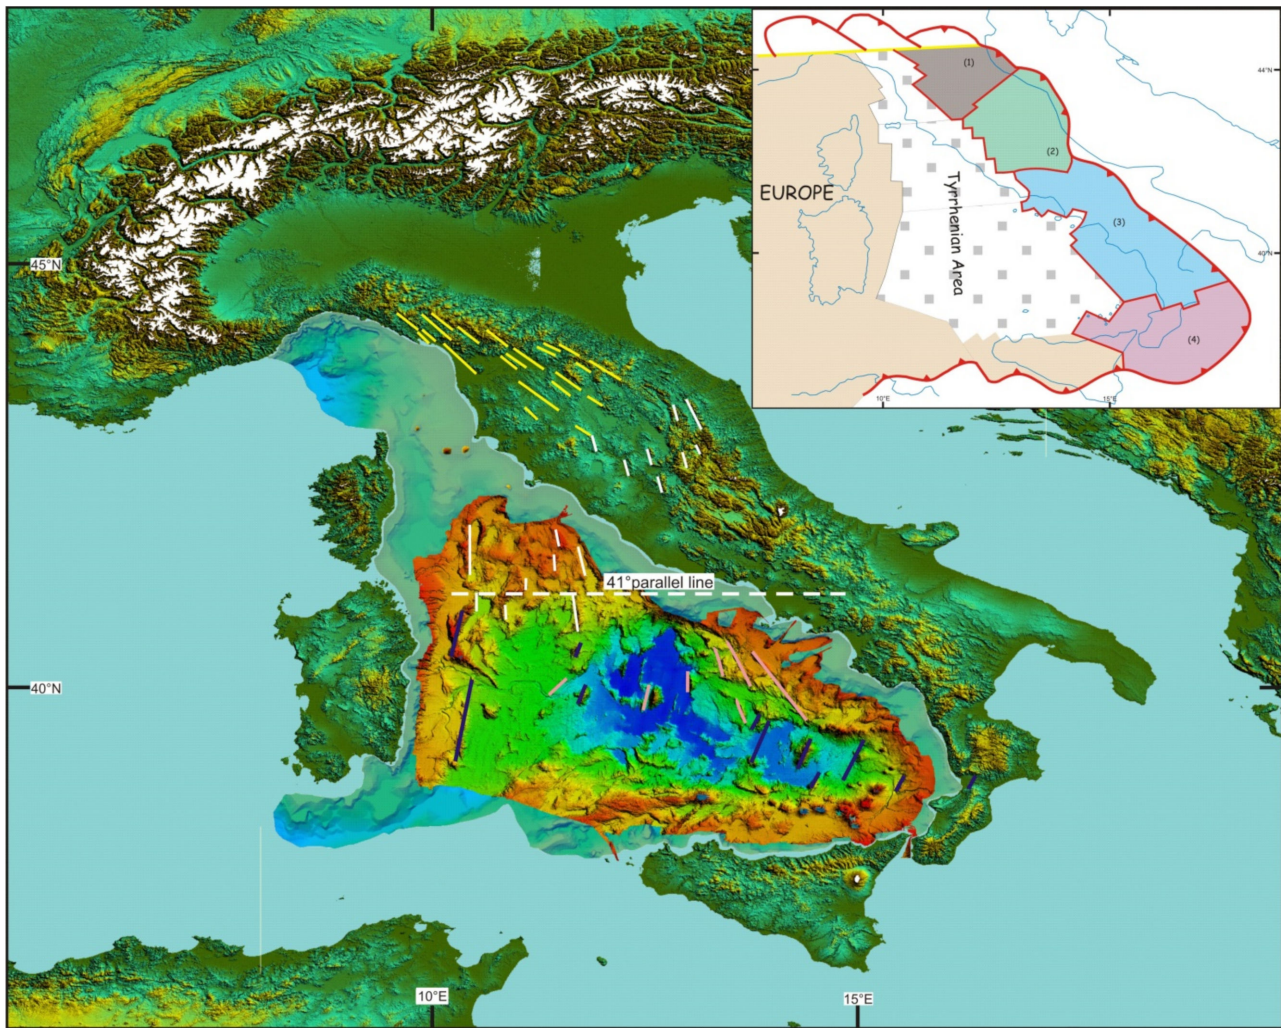 (1)
44°N
(2)
EUROPE
Tyrrhenian Area
(3)
40°N
(4)
10°E
15°E
45°N
41°parallel line
40°N
10°E
15°E